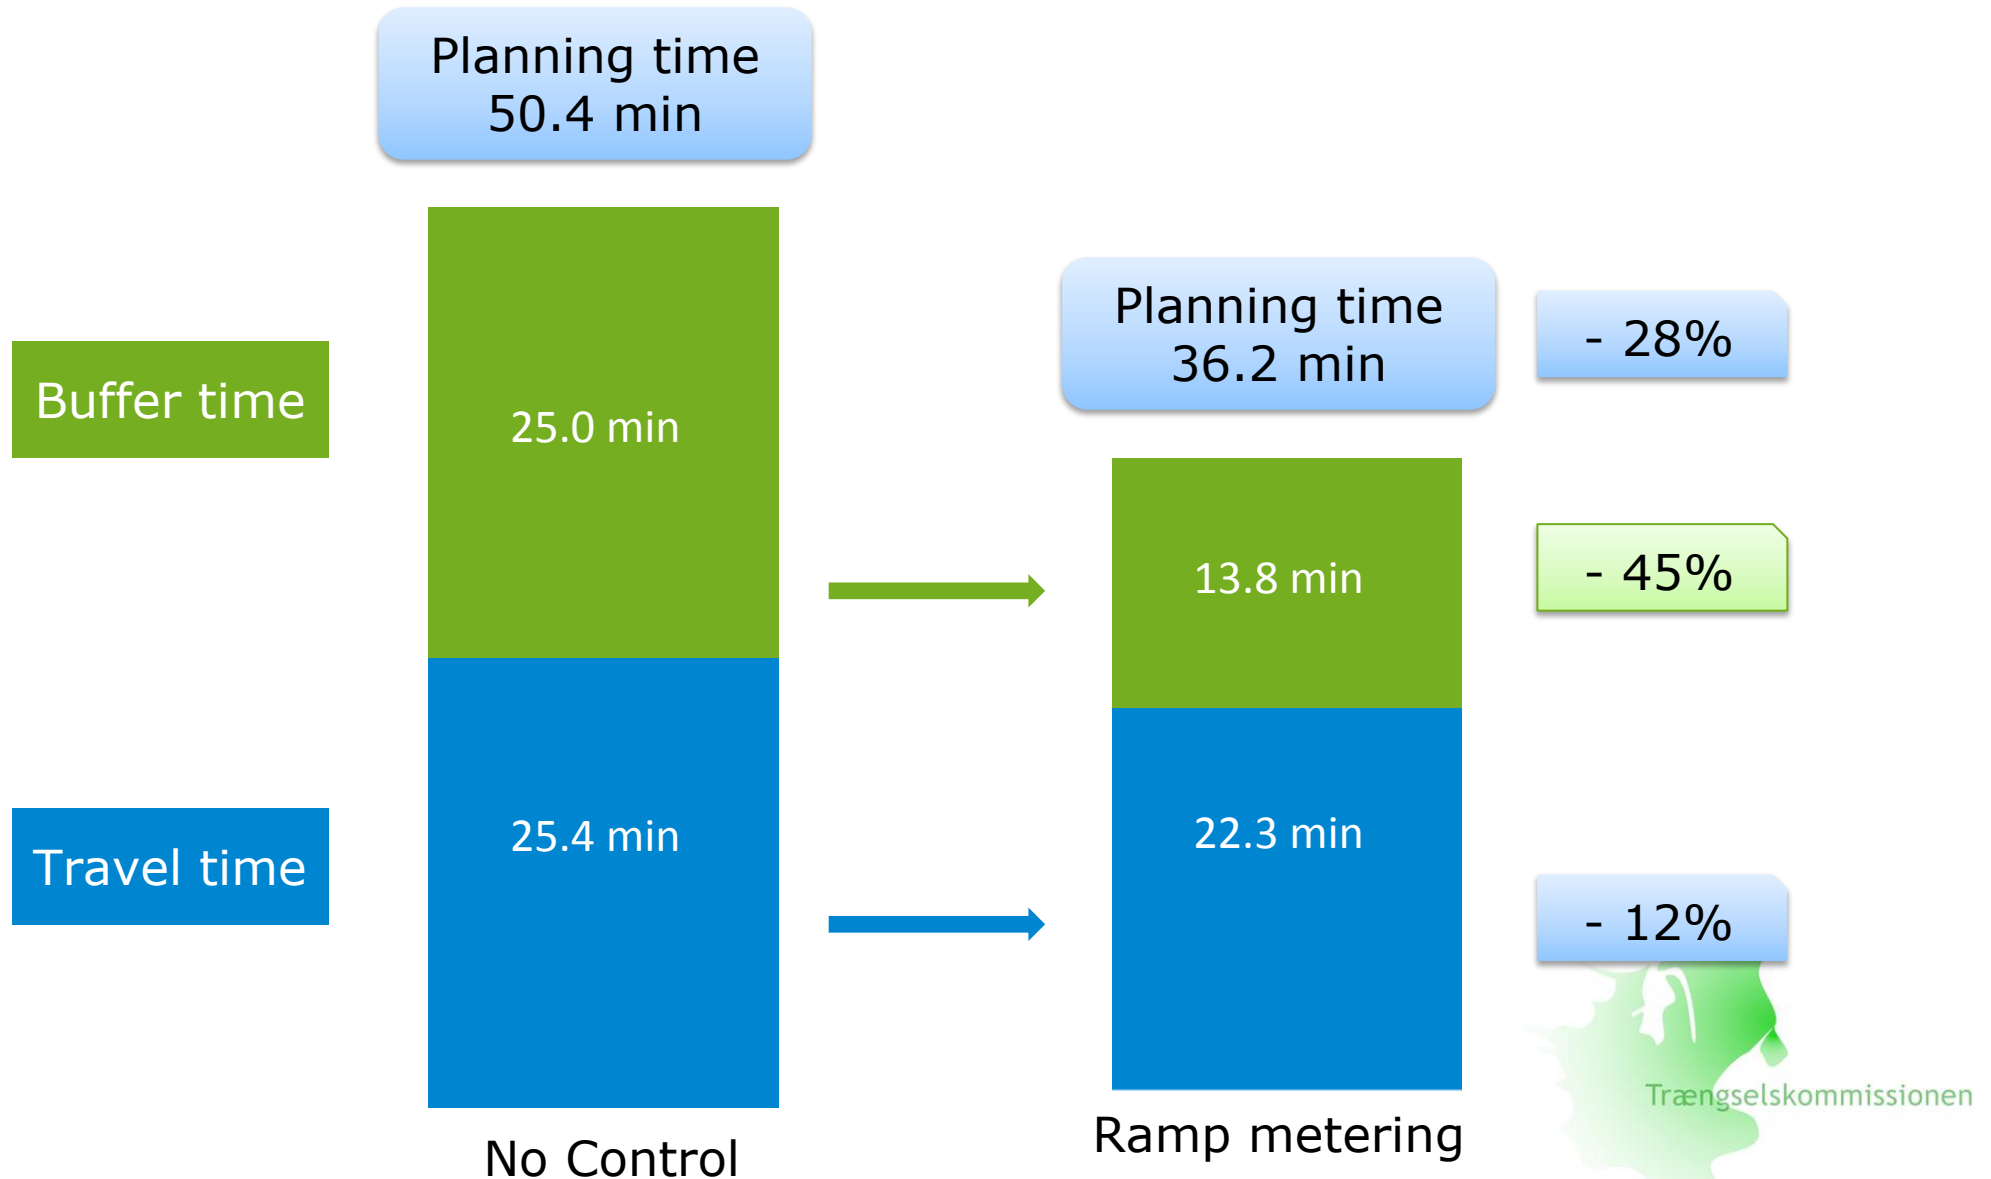 Planning time
50.4 min
Planning time
36.2 min
- 28%
Buffer time
25.0 min
13.8 min
- 45%
Travel time
25.4 min
22.3 min
- 12%
Trængselskommissionen
No Control
Ramp metering